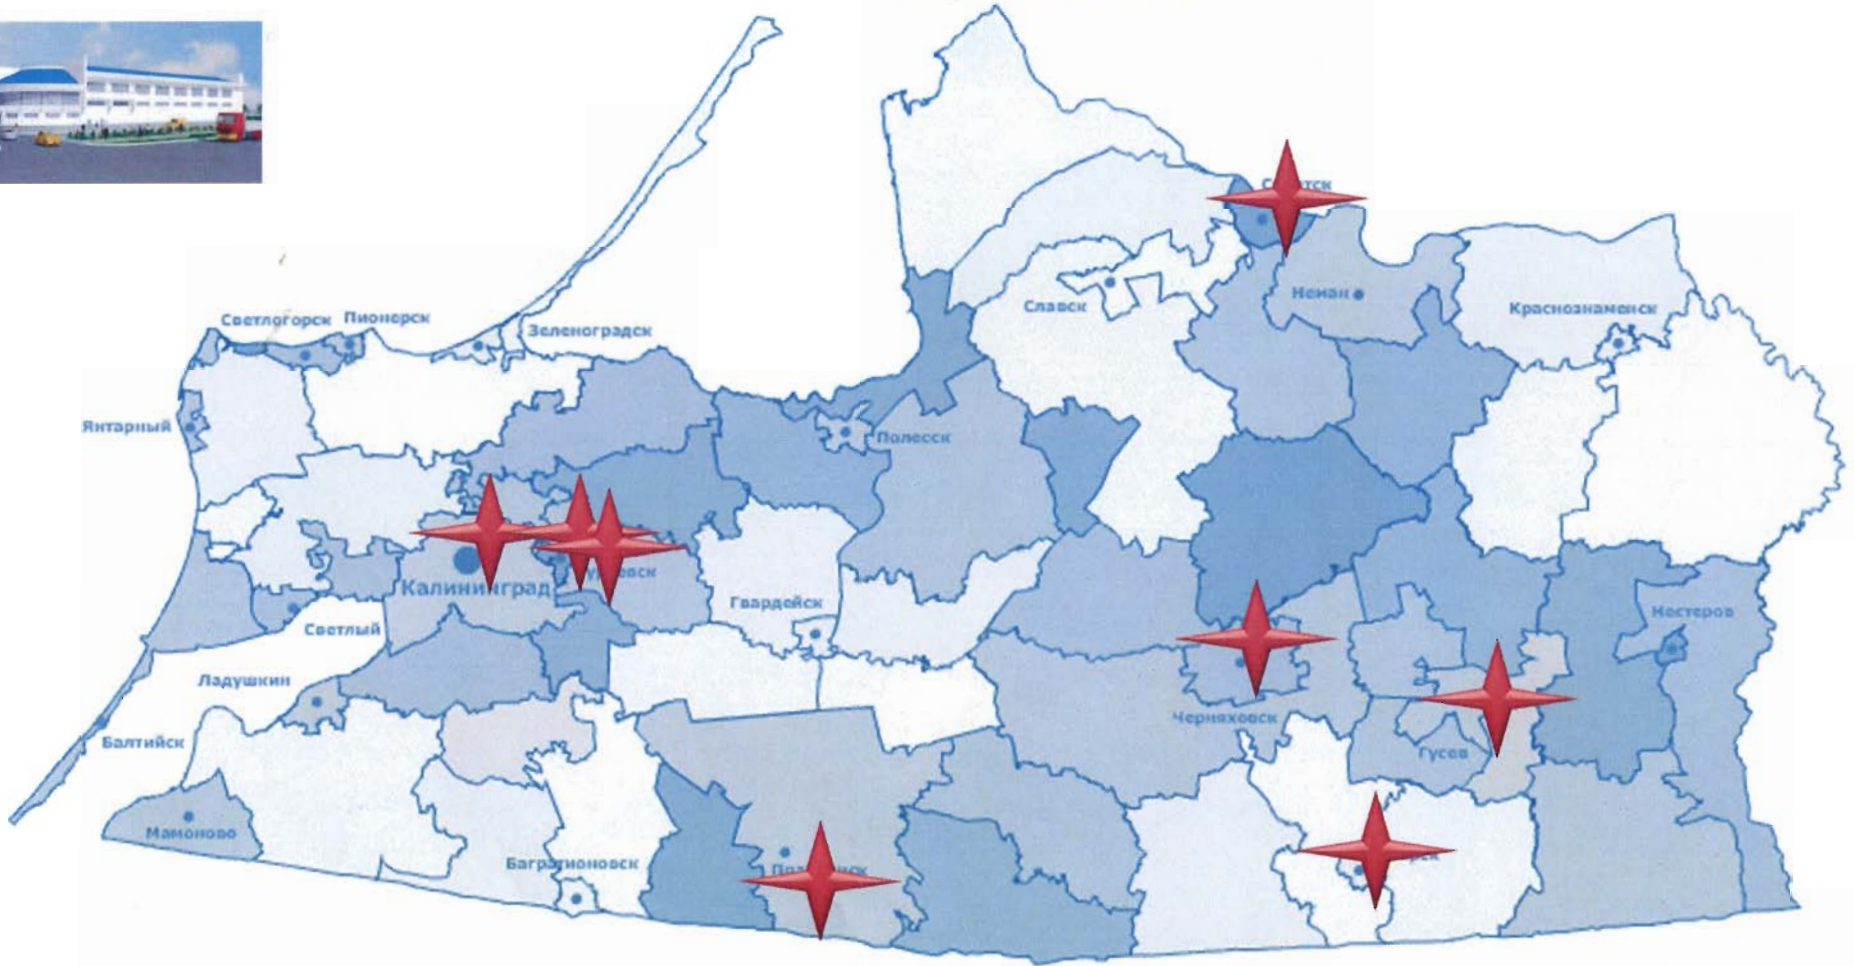 Светлогорск
Пионерск
Зеленоградск
Славск
Неман
Краснознаменск
Янтарный
Полесск
Калининград
Гвардейск
Нестеров
Светлый
Ладушкин
Черняховск
Балтийск
Гусев
Мамоново
Багратионовск